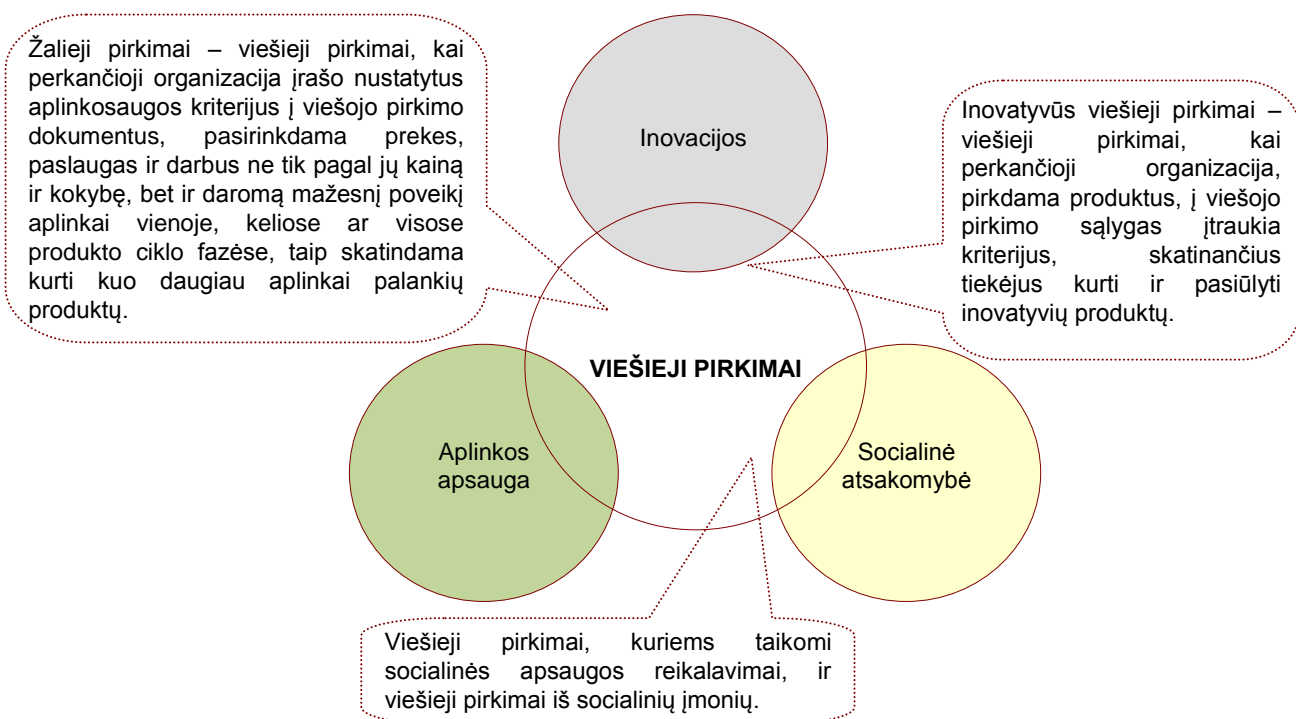 Žalieji pirkimai – viešieji pirkimai, kai
perkančioji organizacija įrašo nustatytus
aplinkosaugos kriterijus į viešojo pirkimo
dokumentus, pasirinkdama prekes,
paslaugas ir darbus ne tik pagal jų kainą
ir kokybę, bet ir daromą mažesnį poveikį
aplinkai vienoje, keliose ar visose
produkto ciklo fazėse, taip skatindama
kurti kuo daugiau aplinkai palankių
produktų.
Inovacijos
Inovatyvūs viešieji pirkimai –
viešieji pirkimai, kai
perkančioji organizacija,
pirkdama produktus, į viešojo
pirkimo sąlygas įtraukia
kriterijus, skatinančius
tiekėjus kurti ir pasiūlyti
inovatyvių produktų.
VIEŠIEJI PIRKIMAI
Aplinkos
apsauga
Socialinė
atsakomybė
Viešieji pirkimai, kuriems taikomi
socialinės apsaugos reikalavimai, ir
viešieji pirkimai iš socialinių įmonių.